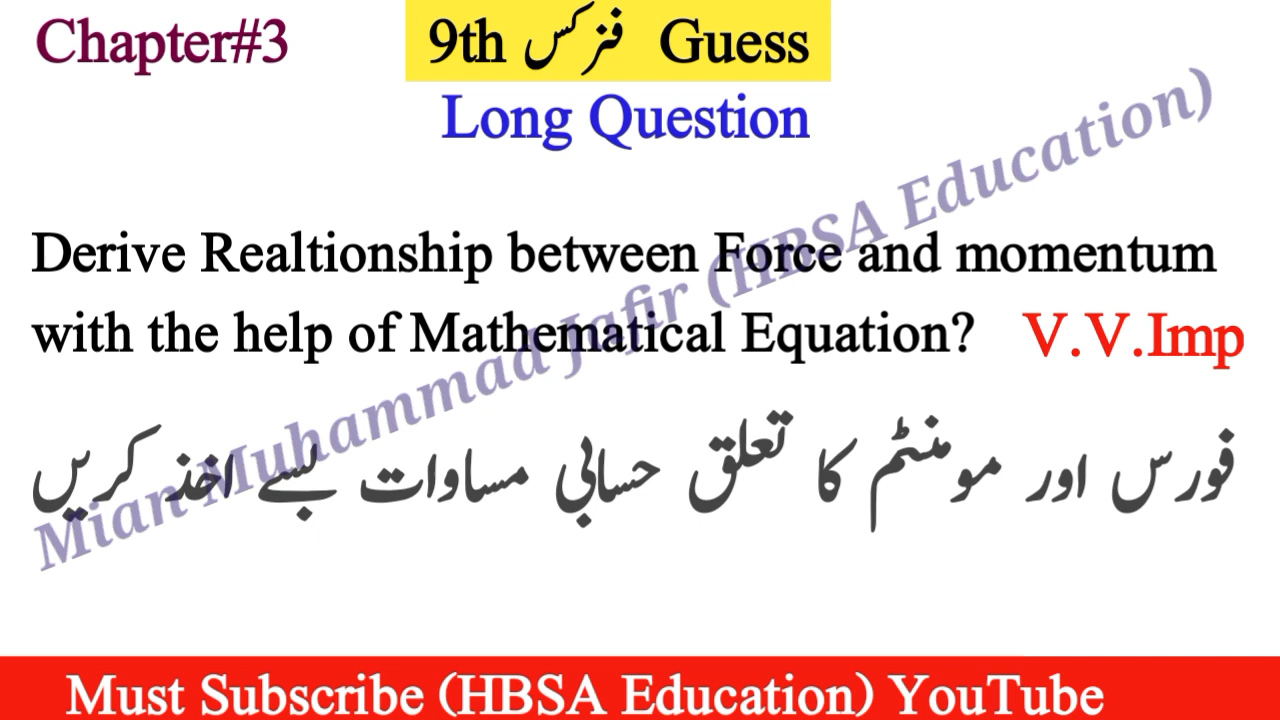 Chapter#3
9th فزکس Guess
Long Question
Derive Realtionship between Force and momentum
with the help of Mathematical Equation? V.V.Imp
فورس اور مومنٹم کا تعلق حسابی مساوات بسے اخذ کریں
Mian Muhammad Jafir (HBSA Education)
Must Subscribe (HBSA Education) YouTube